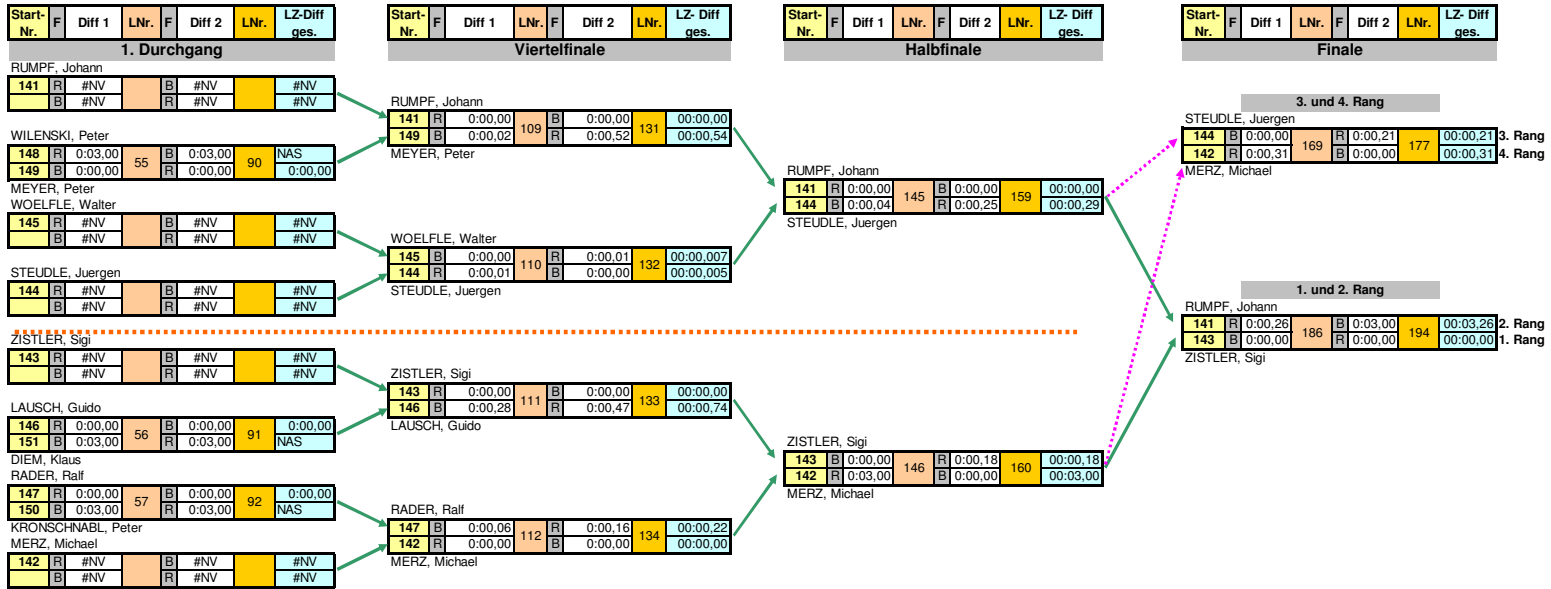 Start-Nr. F Diff 1 LNr. F Diff 2 LNr. LZ-Diff ges.
1. Durchgang
RUMPF, Johann
141 R #NV B #NV #NV
B #NV R #NV #NV
WILENSKI, Peter
148 R 0:03,00 55 B 0:03,00 90 NAS
149 B 0:00,00 R 0:00,00 0:00,00
MEYER, Peter
WOELFLE, Walter
145 R #NV B #NV #NV
B #NV R #NV #NV
STEUDLE, Juergen
144 R #NV B #NV #NV
B #NV R #NV #NV
ZISTLER, Sigi
143 R #NV B #NV #NV
B #NV R #NV #NV
LAUSCH, Guido
146 R 0:00,00 56 B 0:00,00 91 0:00,00
151 B 0:03,00 R 0:03,00 NAS
DIEM, Klaus
RADER, Ralf
147 R 0:00,00 57 B 0:00,00 92 0:00,00
150 B 0:03,00 R 0:03,00 NAS
KRONSCHNABL, Peter
MERZ, Michael
142 R #NV B #NV #NV
B #NV R #NV #NV
Start-Nr. F Diff 1 LNr. F Diff 2 LNr. LZ- Diff ges.
Viertelfinale
RUMPF, Johann
141 R 0:00,00 109 B 0:00,00 131 00:00,00
149 B 0:00,02 R 0:00,52 00:00,54
MEYER, Peter
WOELFLE, Walter
145 B 0:00,00 110 R 0:00,01 132 00:00,007
144 R 0:00,01 B 0:00,00 00:00,005
STEUDLE, Juergen
ZISTLER, Sigi
143 R 0:00,00 111 B 0:00,00 133 00:00,00
146 B 0:00,28 R 0:00,47 00:00,74
LAUSCH, Guido
RADER, Ralf
147 B 0:00,06 112 R 0:00,16 134 00:00,22
142 R 0:00,00 B 0:00,00 00:00,00
MERZ, Michael
Start-Nr. F Diff 1 LNr. F Diff 2 LNr. LZ- Diff ges.
Halbfinale
RUMPF, Johann
141 R 0:00,00 145 B 0:00,00 159 00:00,00
144 B 0:00,04 R 0:00,25 00:00,29
STEUDLE, Juergen
ZISTLER, Sigi
143 B 0:00,00 146 R 0:00,18 160 00:00,18
142 R 0:03,00 B 0:00,00 00:03,00
MERZ, Michael
Start-Nr. F Diff 1 LNr. F Diff 2 LNr. LZ- Diff ges.
Finale
3. und 4. Rang
STEUDLE, Juergen
144 B 0:00,00 169 R 0:00,21 177 00:00,21 3. Rang
142 R 0:00,31 B 0:00,00 00:00,31 4. Rang
MERZ, Michael
1. und 2. Rang
RUMPF, Johann
141 R 0:00,26 186 B 0:03,00 194 00:03,26 2. Rang
143 B 0:00,00 R 0:00,00 00:00,00 1. Rang
ZISTLER, Sigi